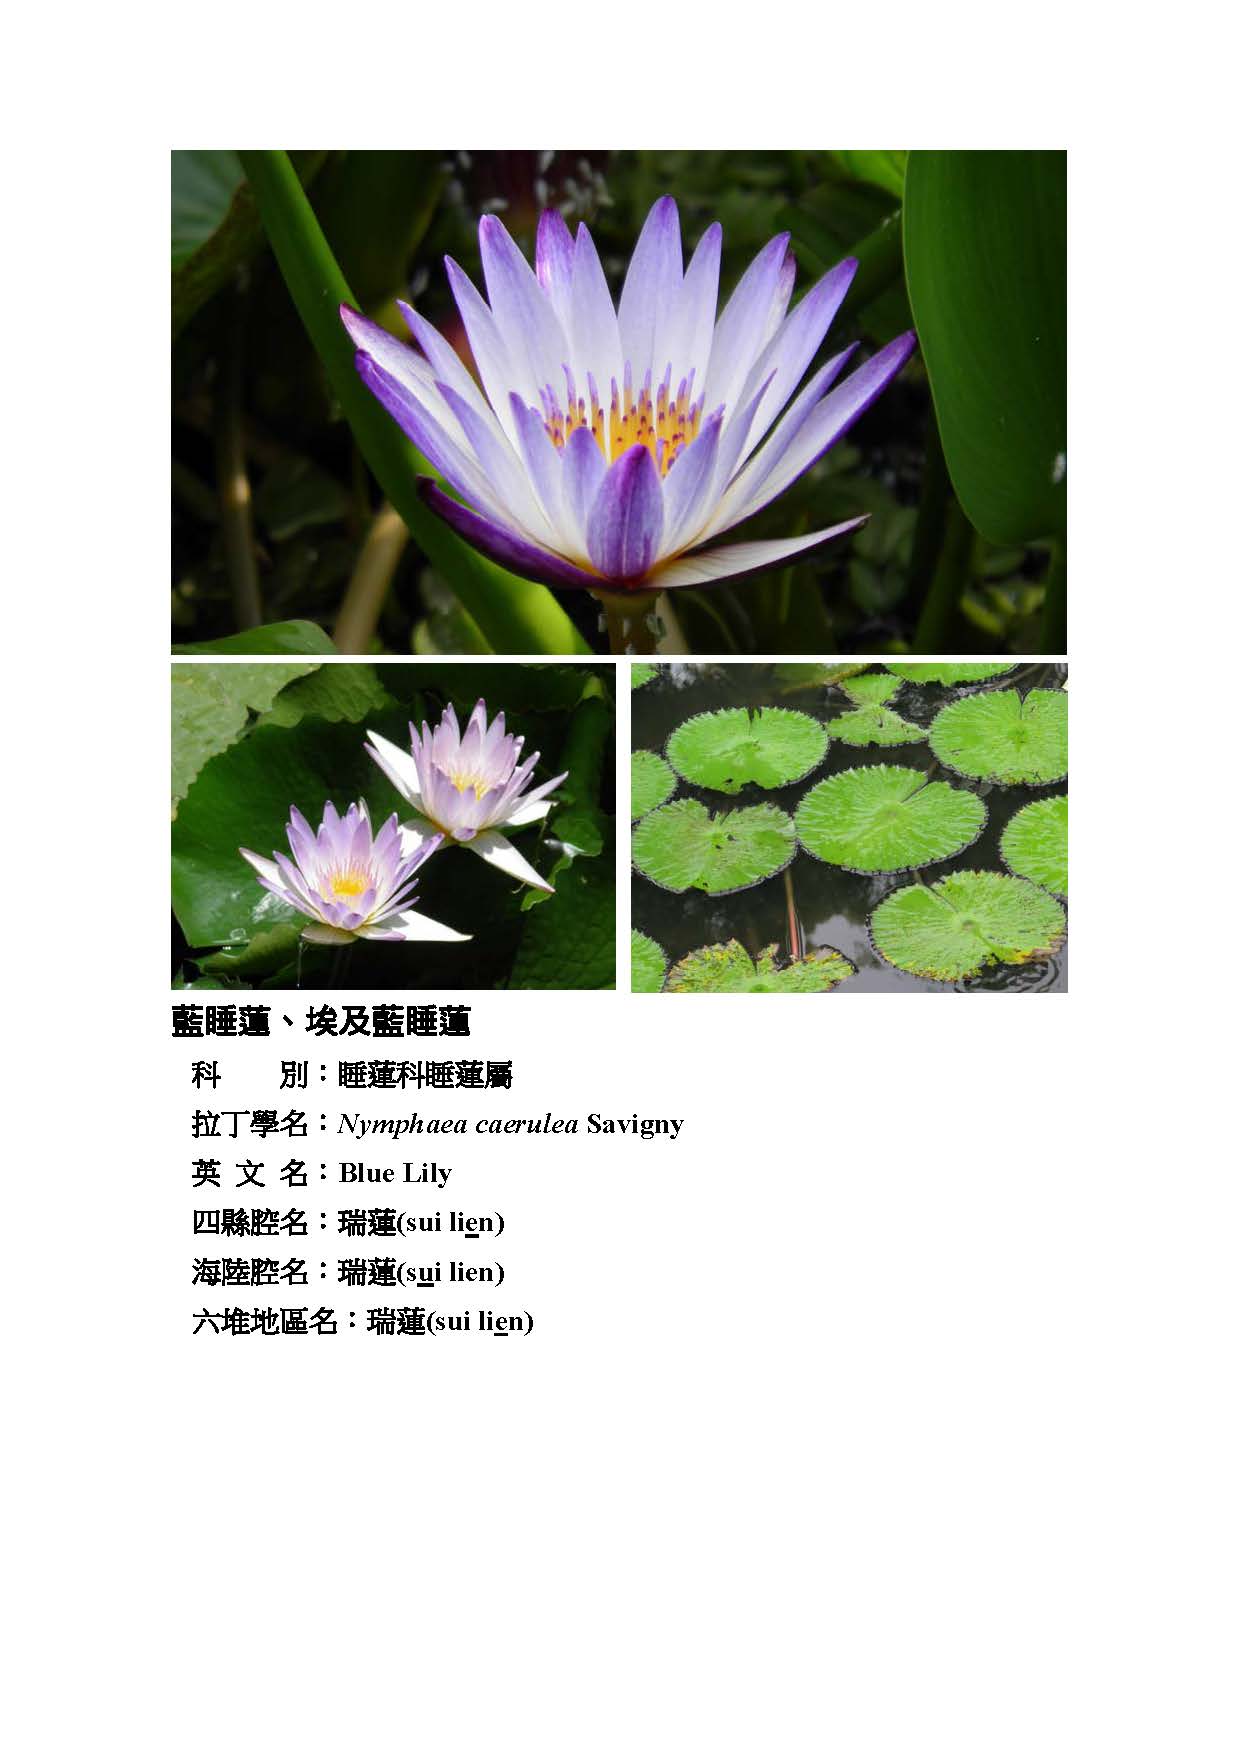 藍睡蓮、埃及藍睡蓮
科　　別：睡蓮科睡蓮屬
拉丁學名：Nymphaea caerulea Savigny
英 文 名：Blue Lily
四縣腔名：瑞蓮(sui lien)
海陸腔名：瑞蓮(sui lien)
六堆地區名：瑞蓮(sui lien)